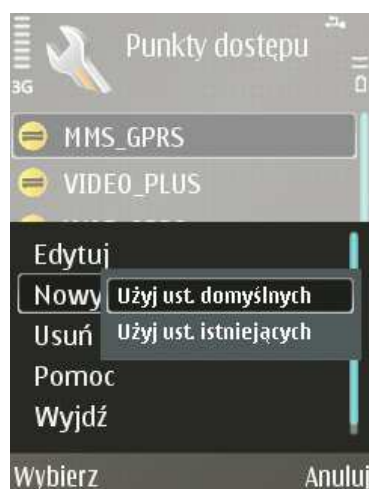 Punkty dostępu
3G
MMS_GPRS
VIDEO_PLUS
Edytuj
Nowy
Użyj ust. domyślnych
Użyj ust. istniejących
Usuń
Pomoc
Wyjdź
Wybierz Anuluj